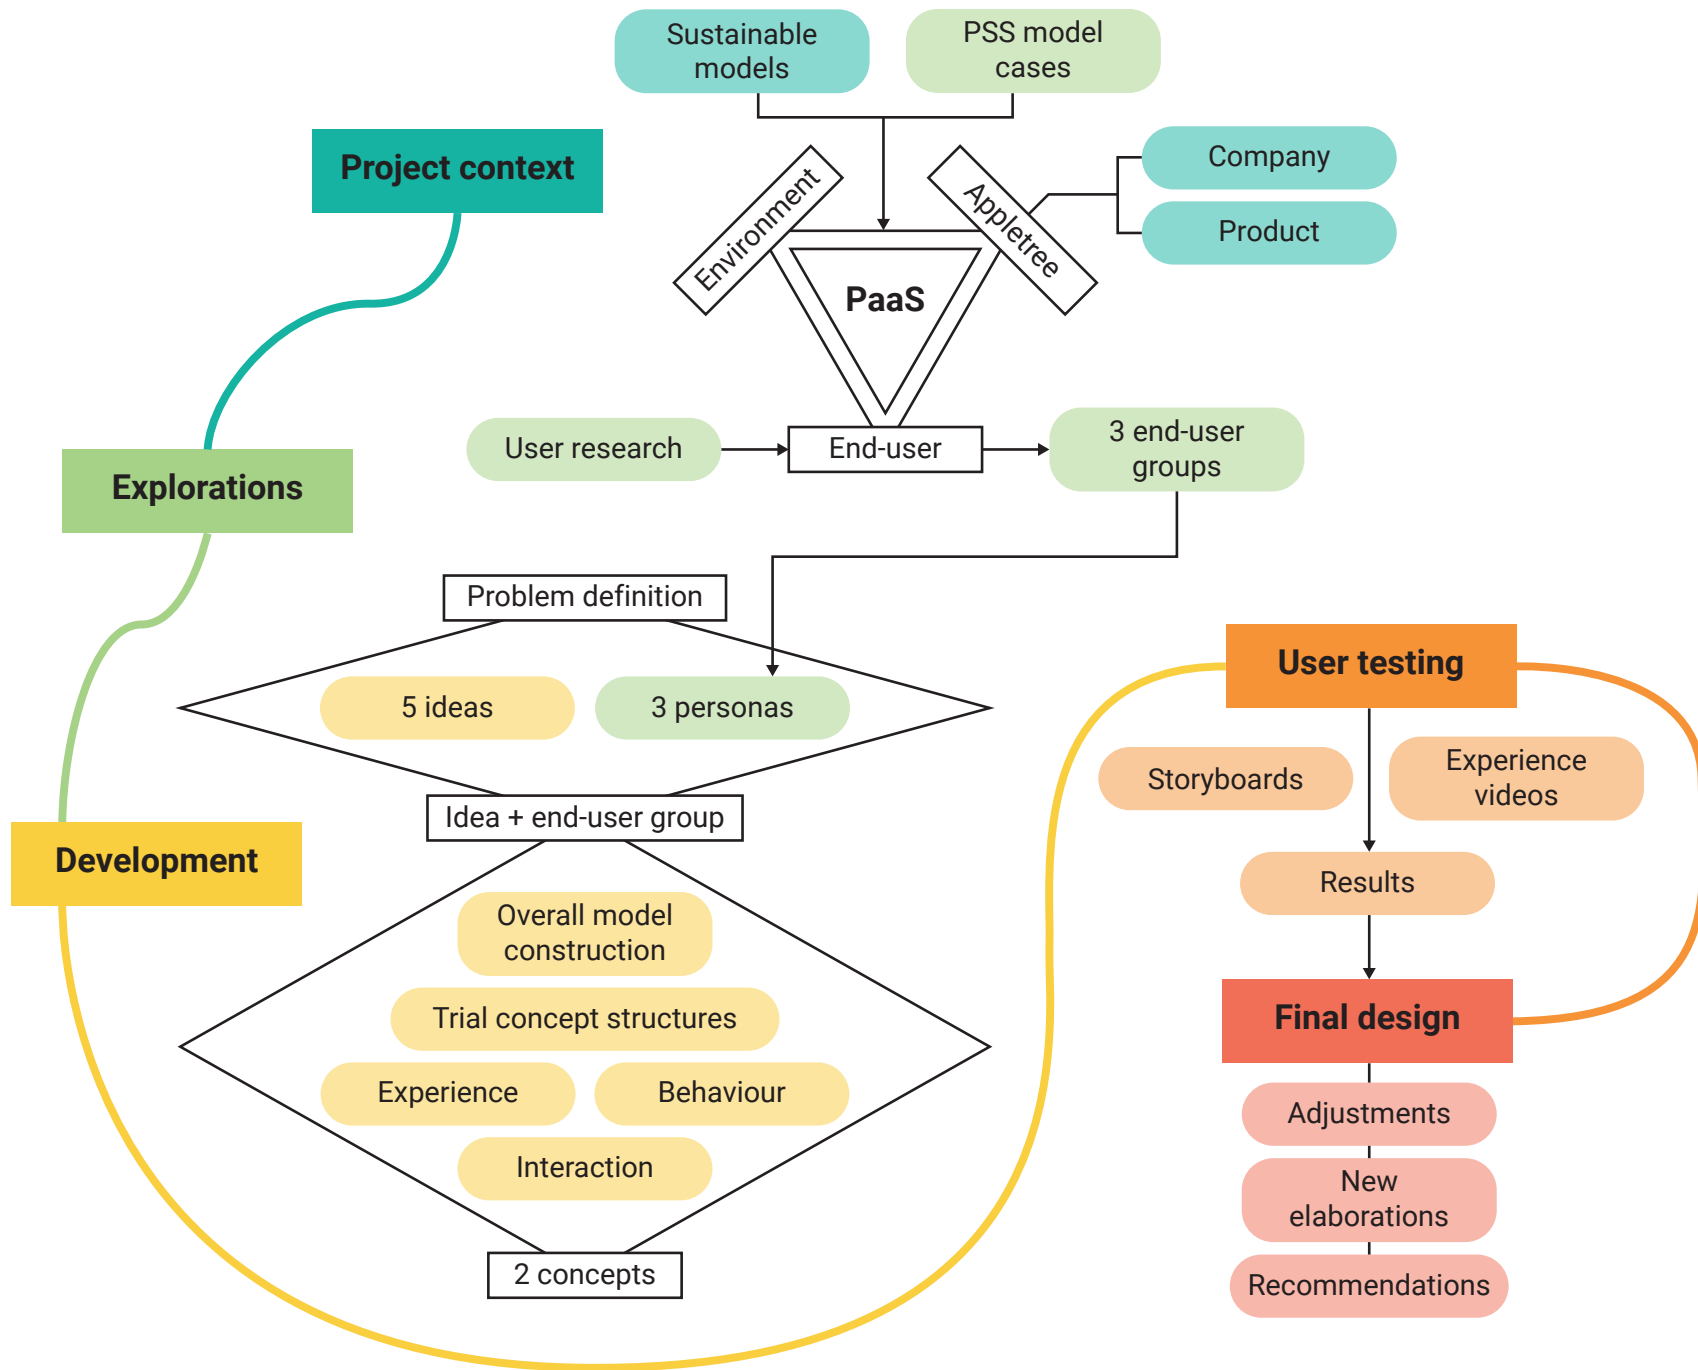 Sustainable
models
PSS model
cases
Project context
Company
Product
Environment
Appletree
PaaS
User research
End-user
3 end-user
groups
Explorations
Problem definition
5 ideas
3 personas
Idea + end-user group
Development
Overall model
construction
Trial concept structures
Experience
Behaviour
Interaction
2 concepts
User testing
Storyboards
Experience
videos
Results
Final design
Adjustments
New
elaborations
Recommendations